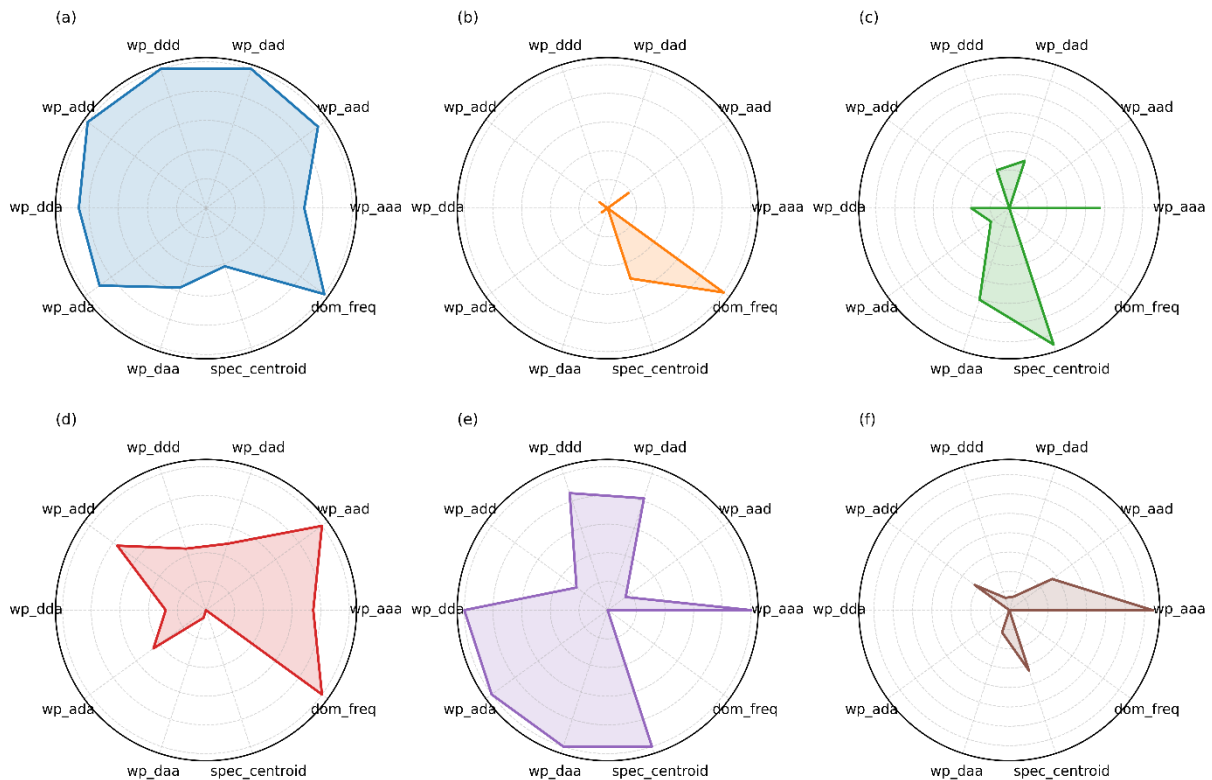 (a)
(b)
(c)
wp_ddd wp_dad
wp_ddd wp_dad
wp_ddd wp_dad
wp_add wp_aad
wp_add wp_aad
wp_add wp_aad
wp_dda wp_aaa
wp_dda wp_aaa
wp_dda wp_aaa
wp_ada dom_freq
wp_ada dom_freq
wp_ada dom_freq
wp_daa spec_centroid
wp_daa spec_centroid
wp_daa spec_centroid
(d)
(e)
(f)
wp_ddd wp_dad
wp_ddd wp_dad
wp_ddd wp_dad
wp_add wp_aad
wp_add wp_aad
wp_add wp_aad
wp_dda wp_aaa
wp_dda wp_aaa
wp_dda wp_aaa
wp_ada dom_freq
wp_ada dom_freq
wp_ada dom_freq
wp_daa spec_centroid
wp_daa spec_centroid
wp_daa spec_centroid